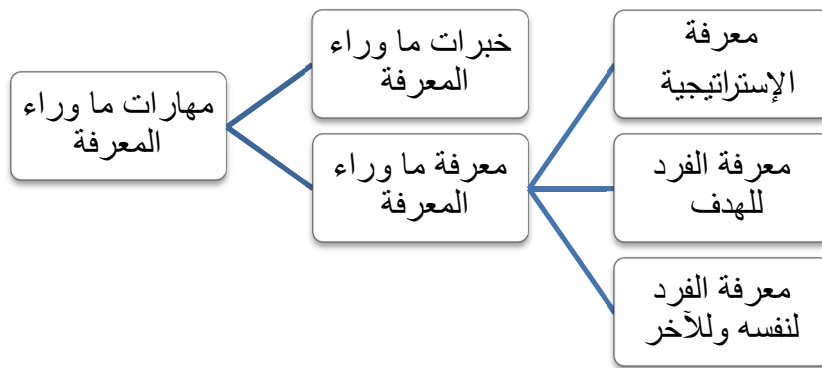 مهارات ما وراء
المعرفة
خبرات ما وراء
المعرفة
معرفة ما وراء
المعرفة
معرفة
الإستراتيجية
معرفة الفرد
للهدف
معرفة الفرد
لنفسه وللآخر